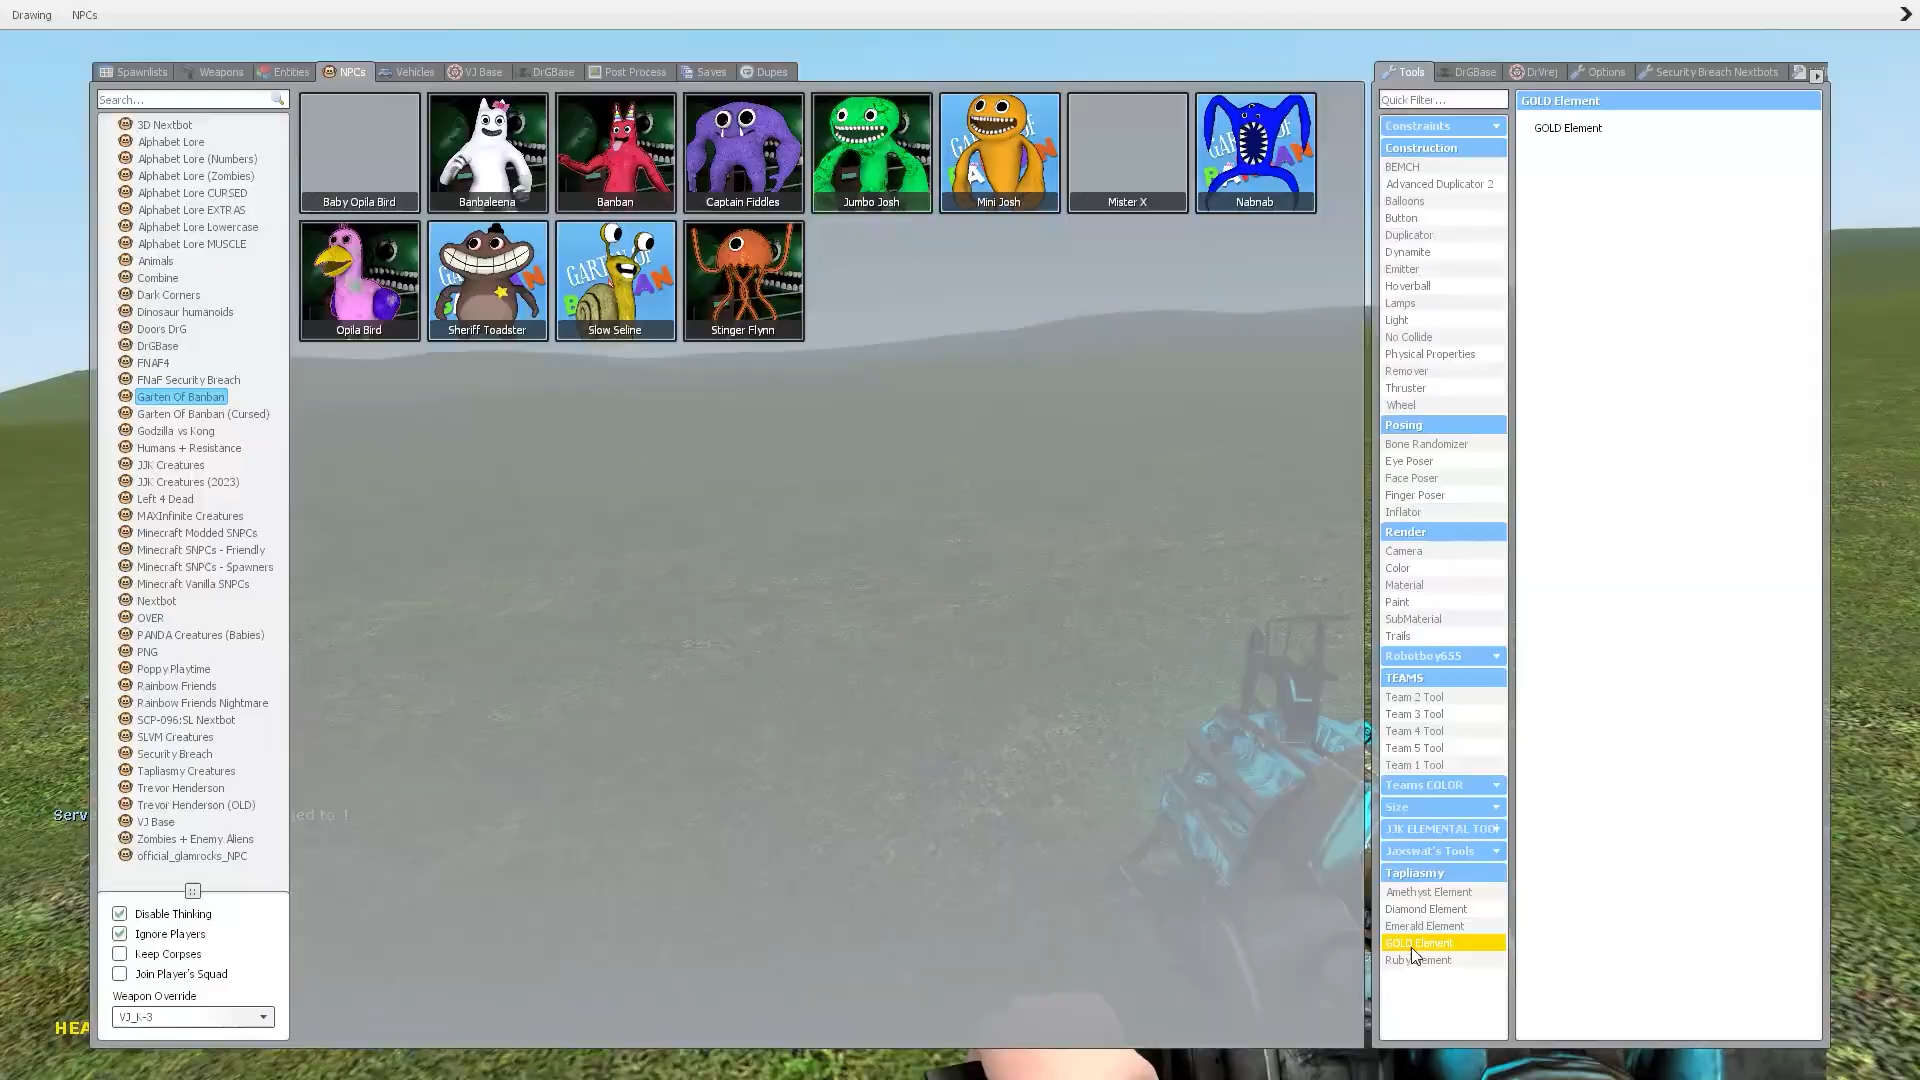 Drawing NPCs
Spawnlists Weapons Entities NPCs Vehicles VJ Base DrGBase Post Process Saves Dupes
Search...
3D Nextbot
Alphabet Lore
Alphabet Lore (Numbers)
Alphabet Lore (Zombies)
Alphabet Lore CURSED
Alphabet Lore EXTRAS
Alphabet Lore Lowercase
Alphabet Lore MUSCLE
Animals
Combine
Dark Corners
Dinosaur humanoids
Doors DrG
DrGBase
FNAF4
FNaF Security Breach
Garten Of Banban
Garten Of Banban (Cursed)
Godzilla vs Kong
Humans + Resistance
JJK Creatures
JJK Creatures (2023)
Left 4 Dead
MAXInfinite Creatures
Minecraft Modded SNPCs
Minecraft SNPCs - Friendly
Minecraft SNPCs - Spawners
Minecraft Vanilla SNPCs
Nextbot
OVER
PANDA Creatures (Babies)
PNG
Poppy Playtime
Rainbow Friends
Rainbow Friends Nightmare
SCP-096:SL Nextbot
SLVM Creatures
Security Breach
Tapliasmy Creatures
Trevor Henderson
Trevor Henderson (OLD)
VJ Base
Zombies + Enemy Aliens
official_glamrocks_NPC
Disable Thinking
Ignore Players
Keep Corpses
Join Player's Squad
Weapon Override
VJ_K-3
Baby Opila Bird Banbaleena Banban Captain Fiddles Jumbo Josh Mini Josh Mister X Nabnab
Opila Bird Sheriff Toadster Slow Seline Stinger Flynn
Serv
ed to 1
HEA
Tools DrGBase DrVrej Options Security Breach Nextbots
Quick Filter...
Constraints
Construction
BEMCH
Advanced Duplicator 2
Balloons
Button
Duplicator
Dynamite
Emitter
Hoverball
Lamps
Light
No Collide
Physical Properties
Remover
Thruster
Wheel
Posing
Bone Randomizer
Eye Poser
Face Poser
Finger Poser
Inflator
Render
Camera
Color
Material
Paint
SubMaterial
Trails
Robotboy655
TEAMS
Team 2 Tool
Team 3 Tool
Team 4 Tool
Team 5 Tool
Team 1 Tool
Teams COLOR
Size
JJK ELEMENTAL TOO
Jaxswat's Tools
Tapliasmy
Amethyst Element
Diamond Element
Emerald Element
GOLD Element
Ruby Element
GOLD Element
GOLD Element